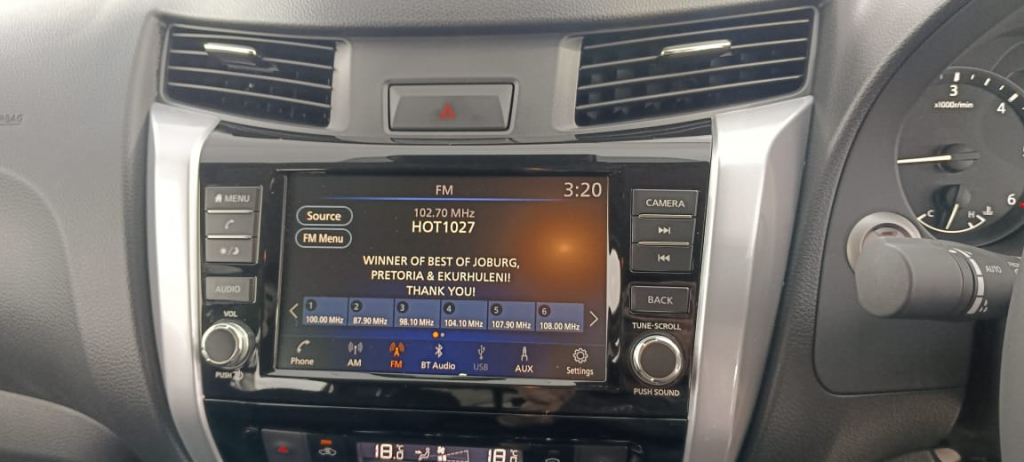 3
x1000r/min
4
6
C H
MENU
FM
3:20
CAMERA
Source
102.70 MHz
HOT1027
FM Menu
WINNER OF BEST OF JOBURG,
PRETORIA & EKURHULENI!
THANK YOU!
AUDIO
BACK
1 2 3 4 5 6
100.00 MHz 87.90 MHz 98.10 MHz 104.10 MHz 107.90 MHz 108.00 MHz
VOL
TUNE-SCROLL
Phone AM FM BT Audio USB AUX Settings
PUSH
PUSH SOUND
AUTO
18.0°C 18